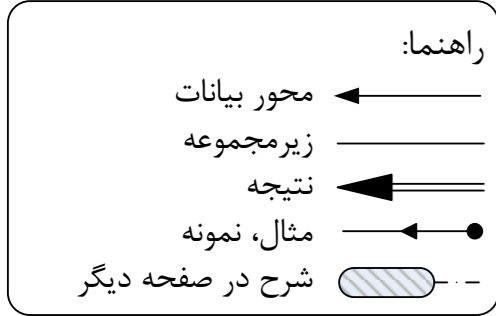 راهنما:
محور بیانات
زیرمجموعه
نتیجه
مثال، نمونه
شرح در صفحه دیگر